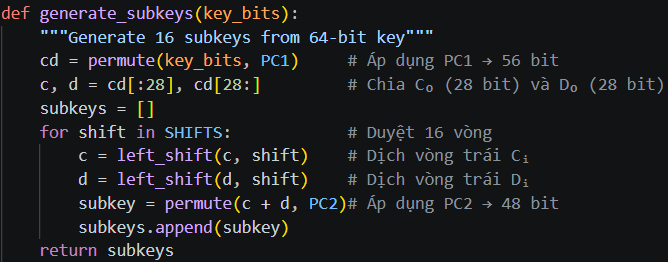 def generate_subkeys(key_bits):
    """Generate 16 subkeys from 64-bit key"""
    cd = permute(key_bits, PC1)      # Áp dụng PC1 → 56 bit
    c, d = cd[:28], cd[28:]          # Chia C₀ (28 bit) và D₀ (28 bit)
    subkeys = []
    for shift in SHIFTS:             # Duyệt 16 vòng
        c = left_shift(c, shift)     # Dịch vòng trái Cᵢ
        d = left_shift(d, shift)     # Dịch vòng trái Dᵢ
        subkey = permute(c + d, PC2)# Áp dụng PC2 → 48 bit
        subkeys.append(subkey)
    return subkeys